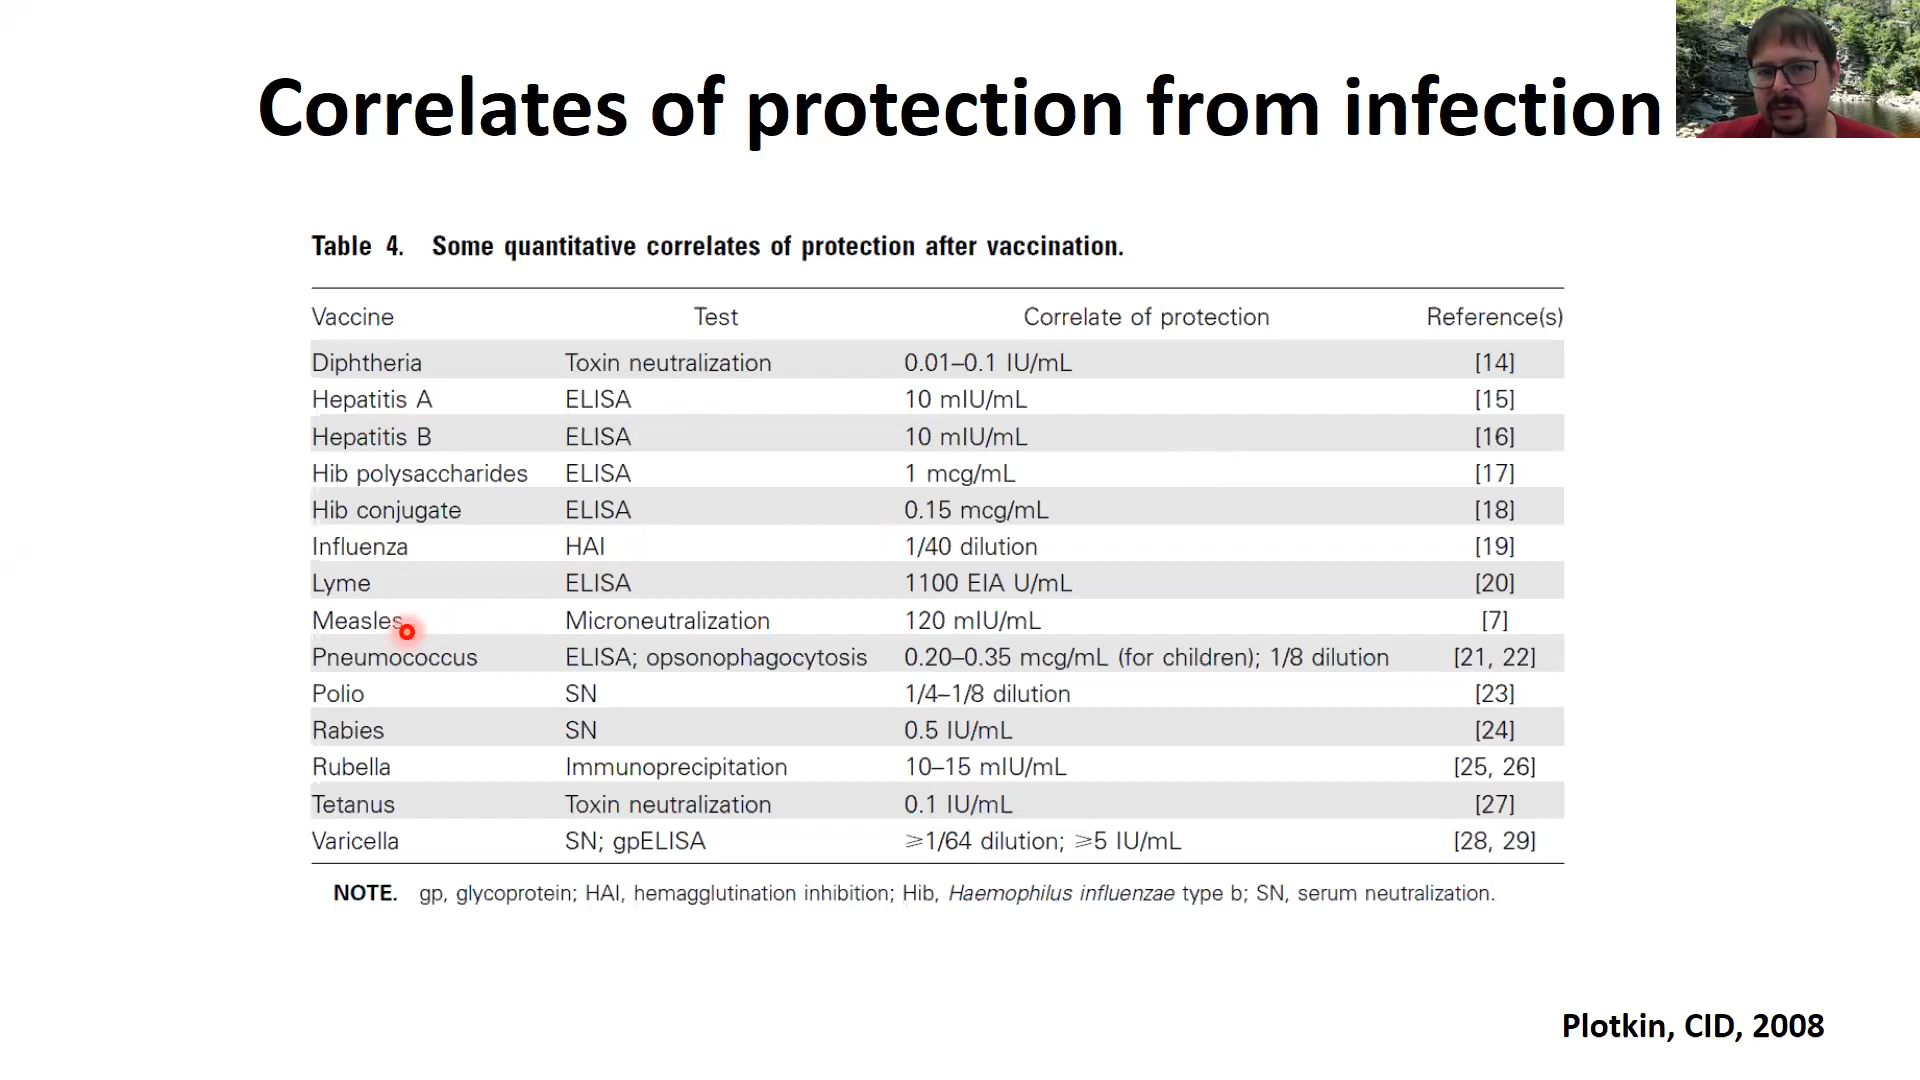 Correlates of protection from infection
Table 4. Some quantitative correlates of protection after vaccination.
Vaccine Test Correlate of protection Reference(s)
Diphtheria Toxin neutralization 0.01–0.1 IU/mL [14]
Hepatitis A ELISA 10 mIU/mL [15]
Hepatitis B ELISA 10 mIU/mL [16]
Hib polysaccharides ELISA 1 mcg/mL [17]
Hib conjugate ELISA 0.15 mcg/mL [18]
Influenza HAI 1/40 dilution [19]
Lyme ELISA 1100 EIA U/mL [20]
Measles Microneutralization 120 mIU/mL [7]
Pneumococcus ELISA; opsonophagocytosis 0.20–0.35 mcg/mL (for children); 1/8 dilution [21, 22]
Polio SN 1/4–1/8 dilution [23]
Rabies SN 0.5 IU/mL [24]
Rubella Immunoprecipitation 10–15 mIU/mL [25, 26]
Tetanus Toxin neutralization 0.1 IU/mL [27]
Varicella SN; gpELISA ⩾1/64 dilution; ⩾5 IU/mL [28, 29]
NOTE. gp, glycoprotein; HAI, hemagglutination inhibition; Hib, Haemophilus influenzae type b; SN, serum neutralization.
Plotkin, CID, 2008